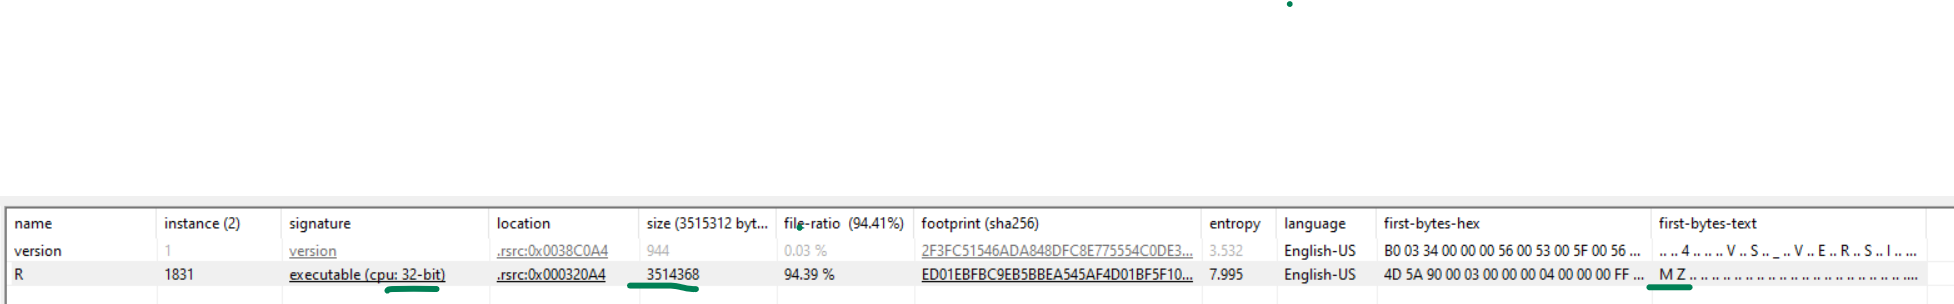 name instance (2) signature location size (3515312 byt... file-ratio (94.41%) footprint (sha256) entropy language first-bytes-hex first-bytes-text
version 1 version .rsrc:0x0038C0A4 944 0.03 % 2F3FC51546ADA848DFC8E775554C0DE3... 3.532 English-US B0 03 34 00 00 00 56 00 53 00 5F 00 56 ... .. .. 4 .. .. .. V .. S .. _ .. V .. E .. R .. S .. I .. ...
R 1831 executable (cpu: 32-bit) .rsrc:0x000320A4 3514368 94.39 % ED01EBFBC9EB5BBEA545AF4D01BF5F10... 7.995 English-US 4D 5A 90 00 03 00 00 00 04 00 00 00 FF ... M Z .. .. .. .. .. .. .. .. .. .. .. .. .. .. .. .. .. .. .. .. ...